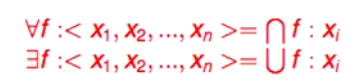 ∀f :< x₁, x₂, ..., xₙ >= ⋂ f : xᵢ
∃f :< x₁, x₂, ..., xₙ >= ⋃ f : xᵢ